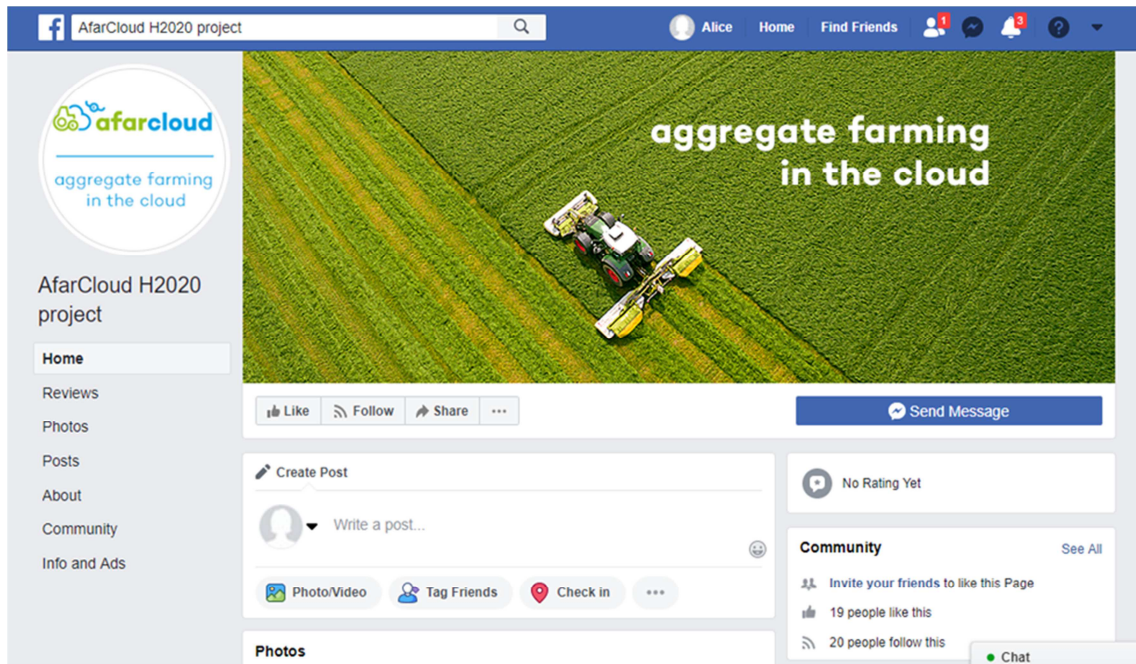 AfarCloud H2020 project
Alice
Home
Find Friends
1
3
afarcloud
aggregate farming
in the cloud
aggregate farming
in the cloud
AfarCloud H2020
project
Home
Reviews
Photos
Posts
About
Community
Info and Ads
Like
Follow
Share
Send Message
Create Post
Write a post...
Photo/Video
Tag Friends
Check in
Photos
No Rating Yet
Community
See All
Invite your friends to like this Page
19 people like this
20 people follow this
Chat